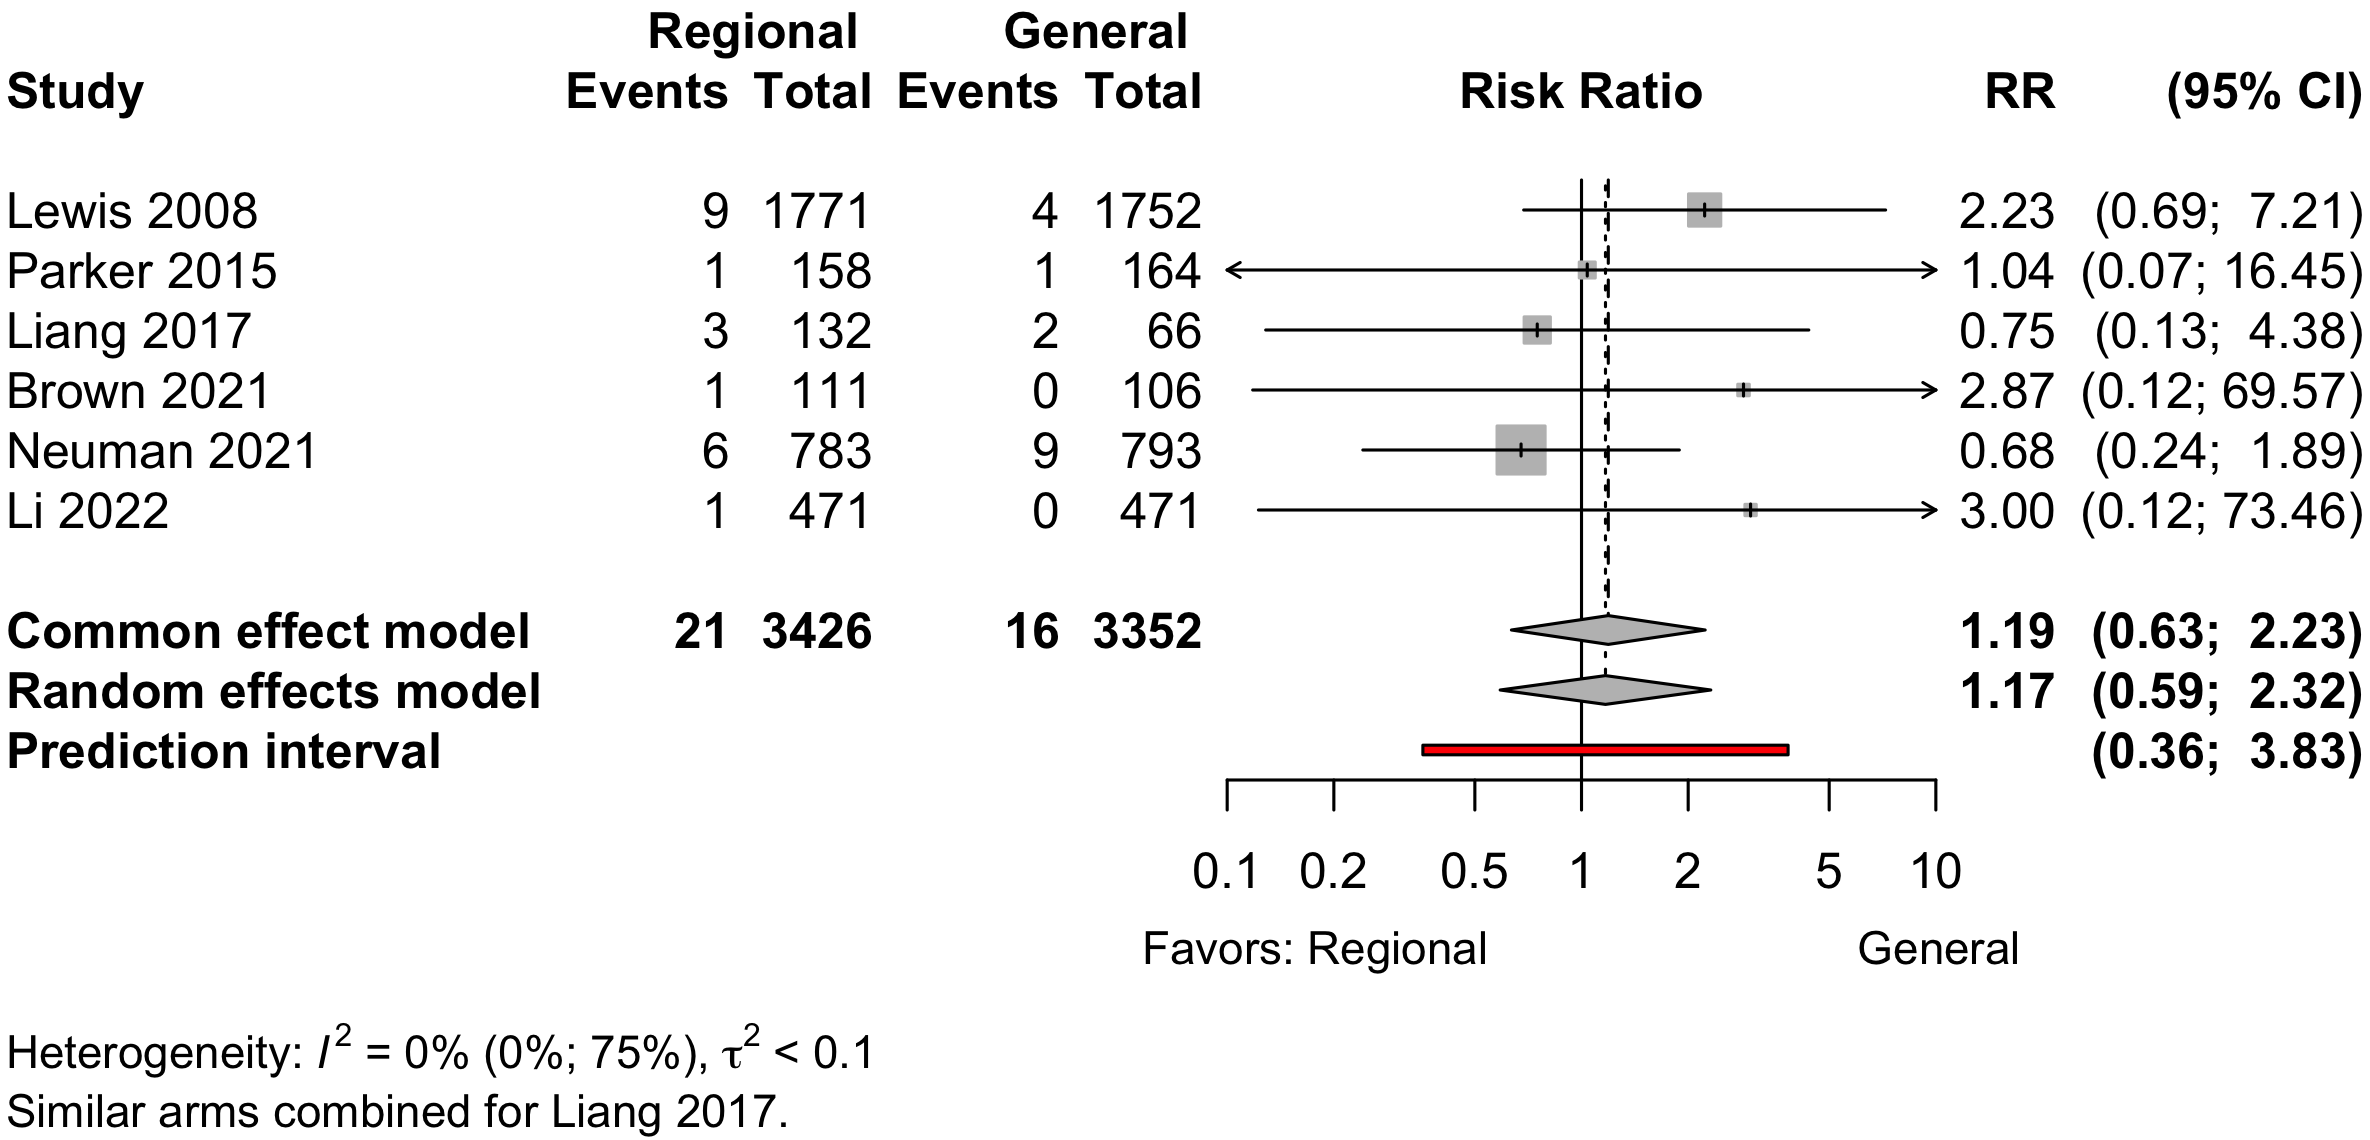 Regional General
Study Events Total Events Total Risk Ratio RR (95% CI)
Lewis 2008 9 1771 4 1752 2.23 (0.69; 7.21)
Parker 2015 1 158 1 164 1.04 (0.07; 16.45)
Liang 2017 3 132 2 66 0.75 (0.13; 4.38)
Brown 2021 1 111 0 106 2.87 (0.12; 69.57)
Neuman 2021 6 783 9 793 0.68 (0.24; 1.89)
Li 2022 1 471 0 471 3.00 (0.12; 73.46)
Common effect model 21 3426 16 3352 1.19 (0.63; 2.23)
Random effects model 1.17 (0.59; 2.32)
Prediction interval (0.36; 3.83)
0.1 0.2 0.5 1 2 5 10
Favors: Regional General
Heterogeneity: I² = 0% (0%; 75%), τ² < 0.1
Similar arms combined for Liang 2017.